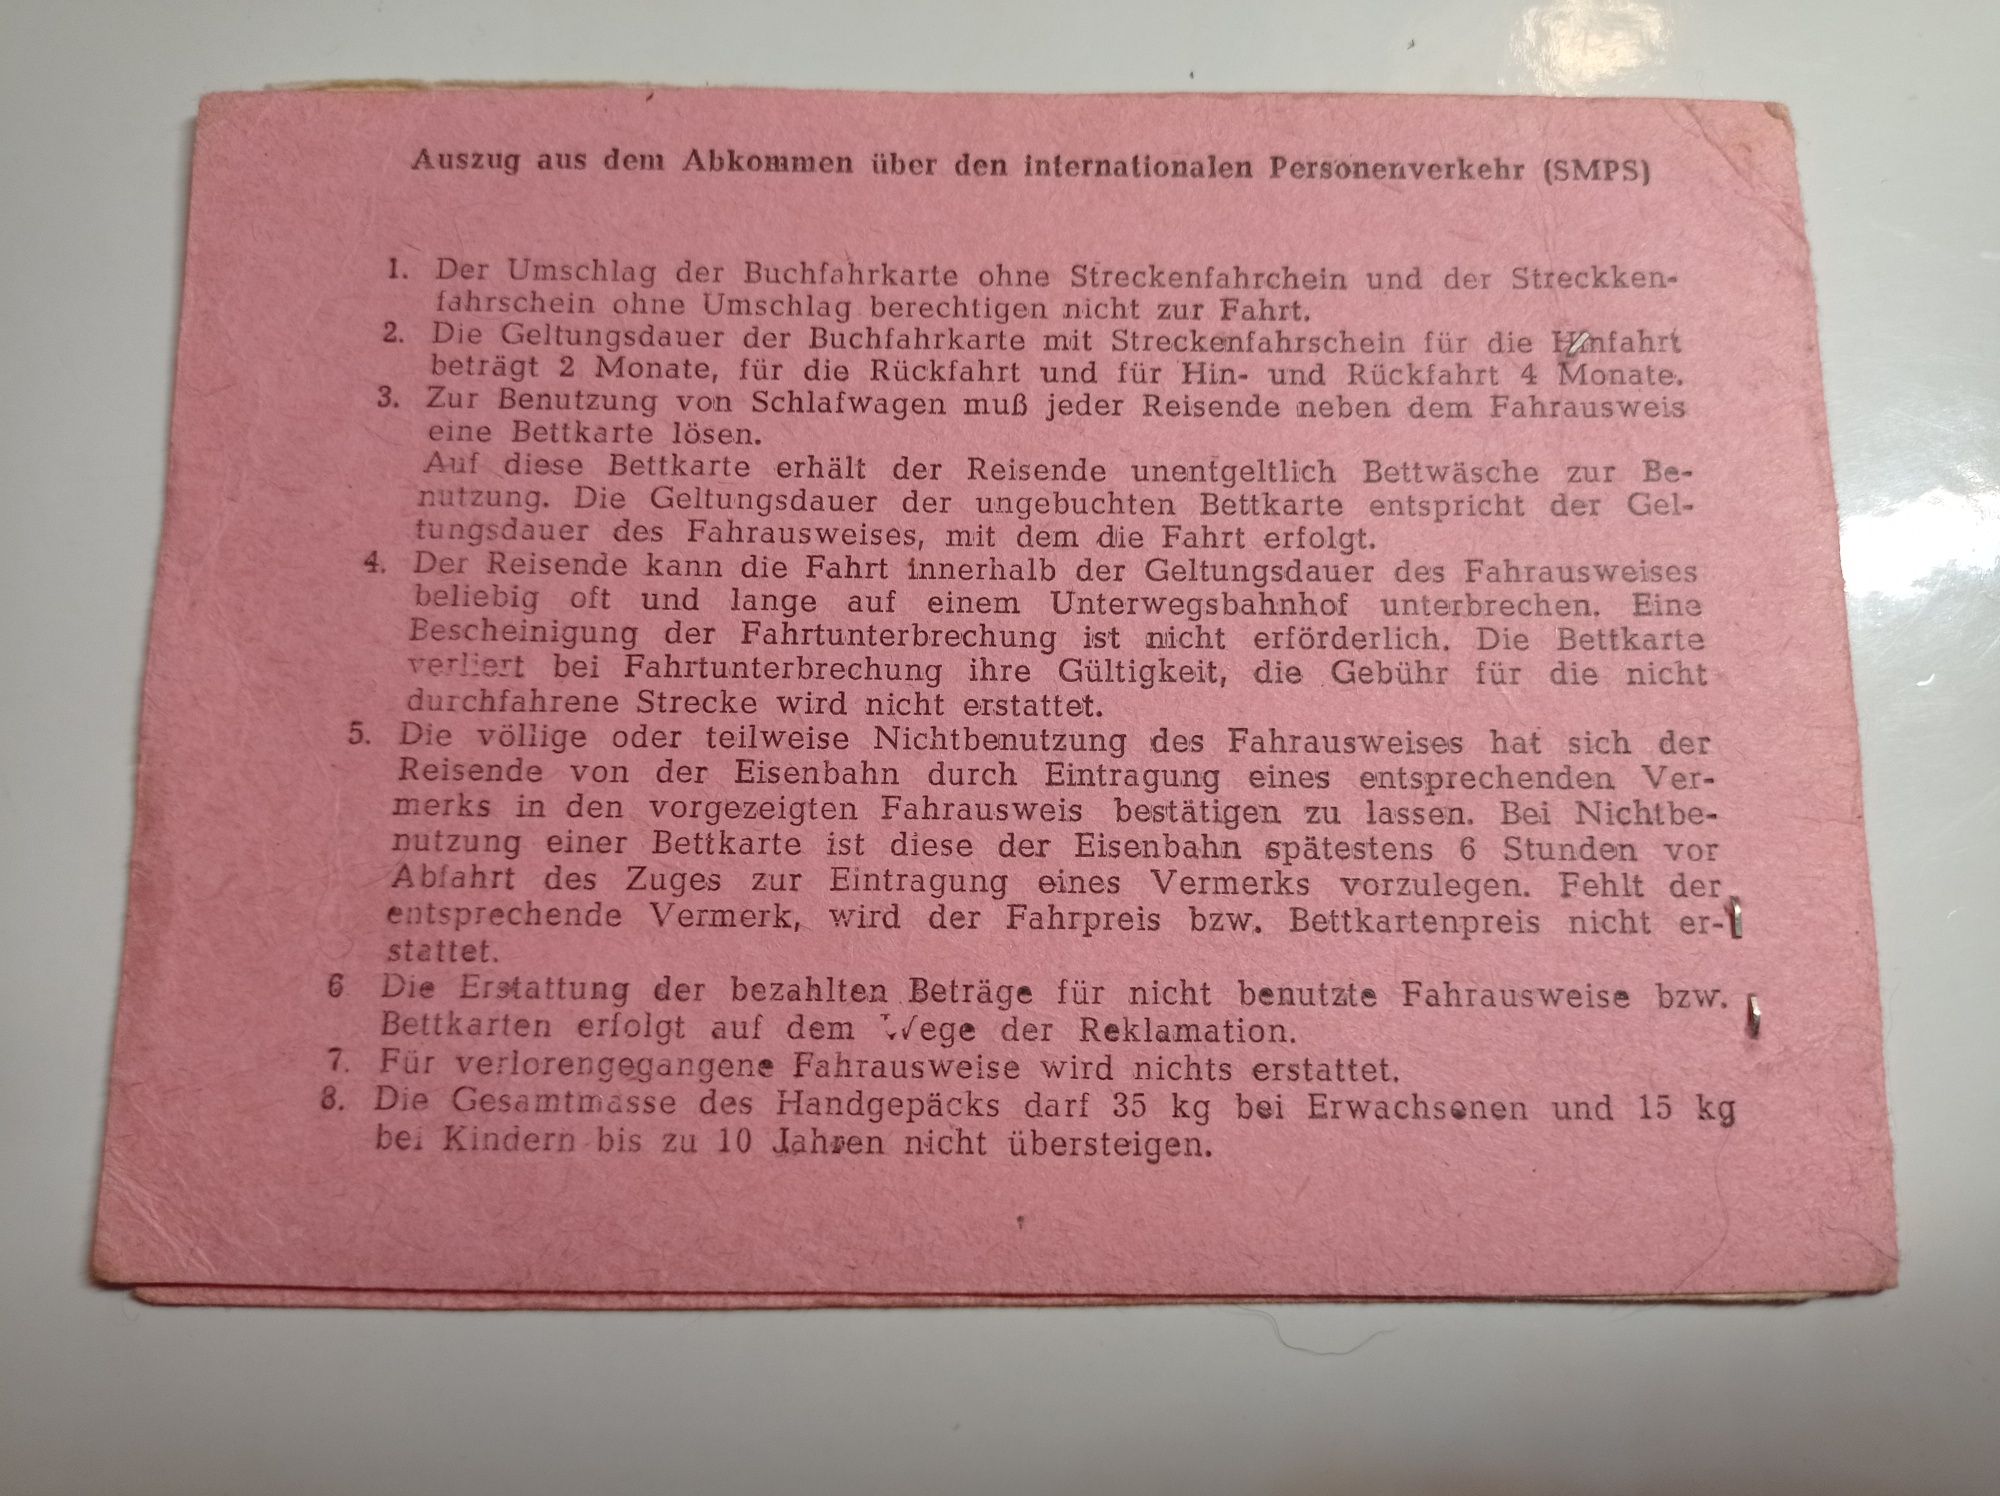 Auszug aus dem Abkommen über den internationalen Personenverkehr (SMPS)
1. Der Umschlag der Buchfahrkarte ohne Streckenfahrchein und der Streckken-
fahrschein ohne Umschlag berechtigen nicht zur Fahrt.
2. Die Geltungsdauer der Buchfahrkarte mit Streckenfahrschein für die Hinfahrt
beträgt 2 Monate, für die Rückfahrt und für Hin- und Rückfahrt 4 Monate.
3. Zur Benutzung von Schlafwagen muß jeder Reisende neben dem Fahrausweis
eine Bettkarte lösen.
Auf diese Bettkarte erhält der Reisende unentgeltlich Bettwäsche zur Be-
nutzung. Die Geltungsdauer der ungebuchten Bettkarte entspricht der Gel-
tungsdauer des Fahrausweises, mit dem die Fahrt erfolgt.
4. Der Reisende kann die Fahrt innerhalb der Geltungsdauer des Fahrausweises
beliebig oft und lange auf einem Unterwegsbahnhof unterbrechen. Eine
Bescheinigung der Fahrtunterbrechung ist nicht erförderlich. Die Bettkarte
verliert bei Fahrtunterbrechung ihre Gültigkeit, die Gebühr für die nicht
durchfahrene Strecke wird nicht erstattet.
5. Die völlige oder teilweise Nichtbenutzung des Fahrausweises hat sich der
Reisende von der Eisenbahn durch Eintragung eines entsprechenden Ver-
merks in den vorgezeigten Fahrausweis bestätigen zu lassen. Bei Nichtbe-
nutzung einer Bettkarte ist diese der Eisenbahn spätestens 6 Stunden vor
Abfahrt des Zuges zur Eintragung eines Vermerks vorzulegen. Fehlt der
entsprechende Vermerk, wird der Fahrpreis bzw. Bettkartenpreis nicht er-
stattet.
6 Die Erstattung der bezahlten Beträge für nicht benutzte Fahrausweise bzw.
Bettkarten erfolgt auf dem Wege der Reklamation.
7. Für verlorengegangene Fahrausweise wird nichts erstattet.
8. Die Gesamtmasse des Handgepäcks darf 35 kg bei Erwachsenen und 15 kg
bei Kindern bis zu 10 Jahren nicht übersteigen.